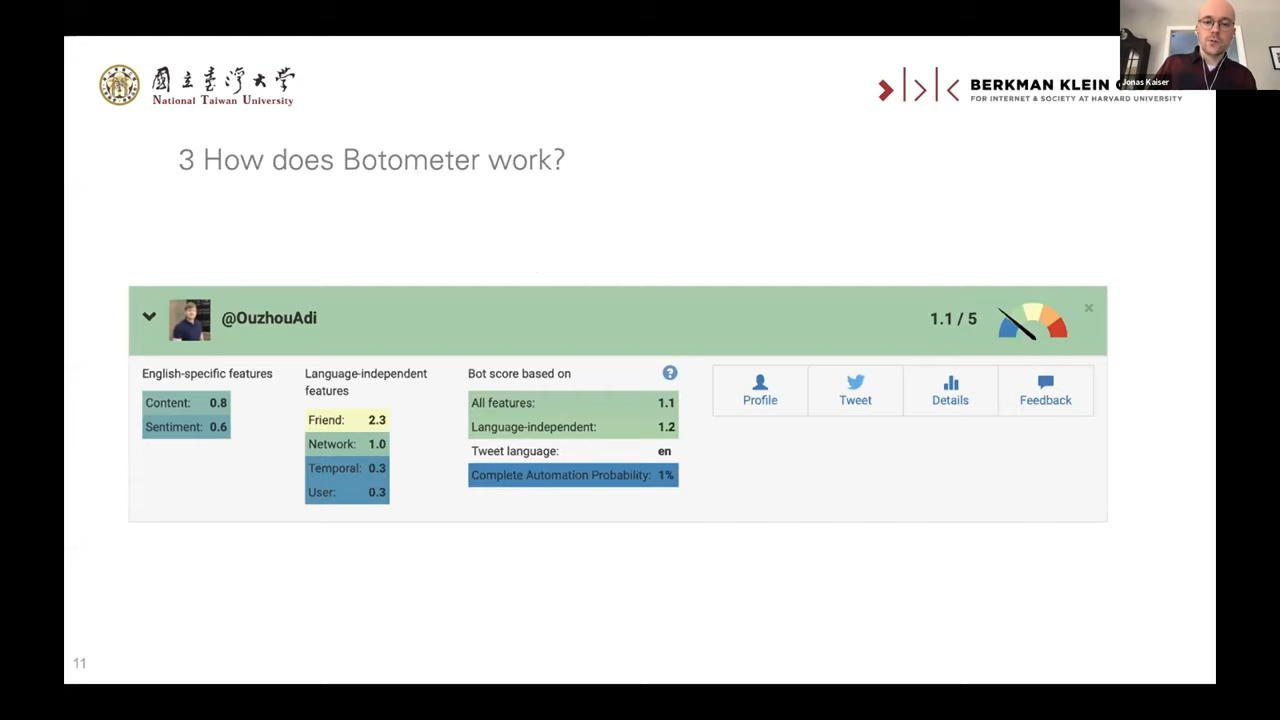 國立臺灣大學
National Taiwan University
BERKMAN KLEIN
FOR INTERNET & SOCIETY AT HARVARD UNIVERSITY
Jonas Kaiser
3 How does Botometer work?
@OuzhouAdi
1.1 / 5
×
English-specific features
Content: 0.8
Sentiment: 0.6
Language-independent
features
Friend: 2.3
Network: 1.0
Temporal: 0.3
User: 0.3
Bot score based on
?
All features: 1.1
Language-independent: 1.2
Tweet language: en
Complete Automation Probability: 1%
Profile
Tweet
Details
Feedback
11